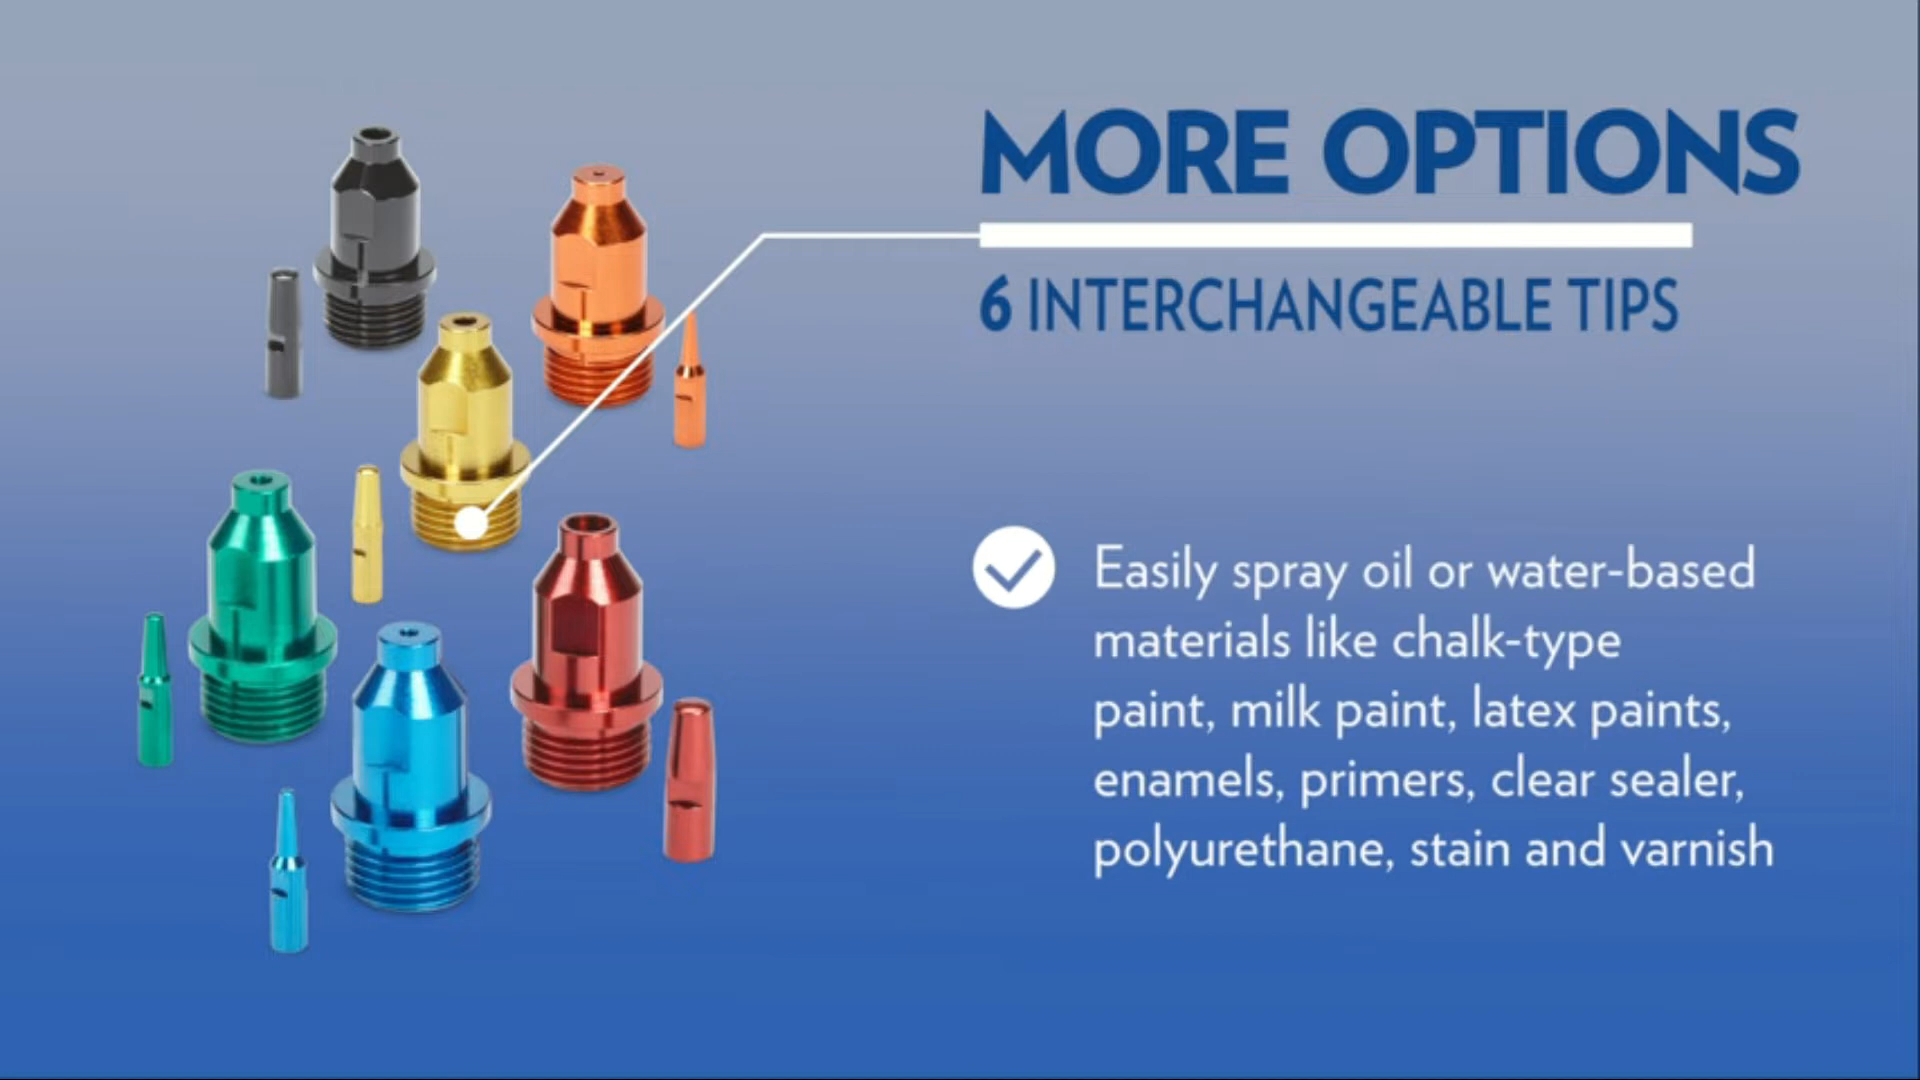 MORE OPTIONS
6 INTERCHANGEABLE TIPS
Easily spray oil or water-based
materials like chalk-type
paint, milk paint, latex paints,
enamels, primers, clear sealer,
polyurethane, stain and varnish